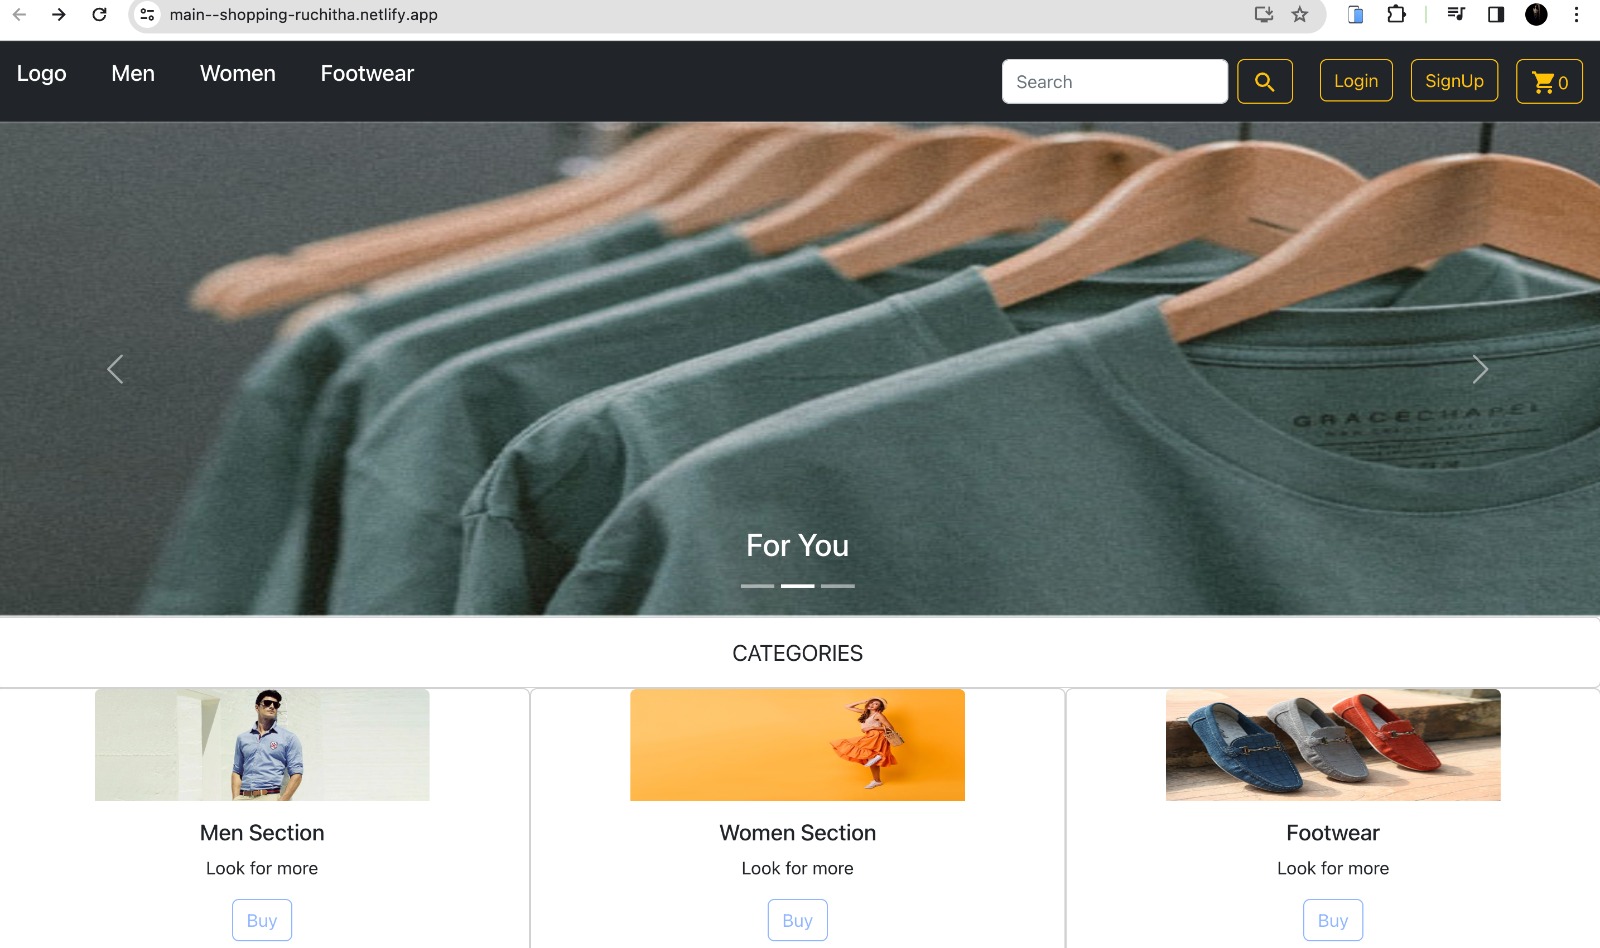 main--shopping-ruchitha.netlify.app
Logo Men Women Footwear Search Login SignUp 0
GRACECHAPEL
For You
CATEGORIES
Men Section Women Section Footwear
Look for more Look for more Look for more
Buy Buy Buy